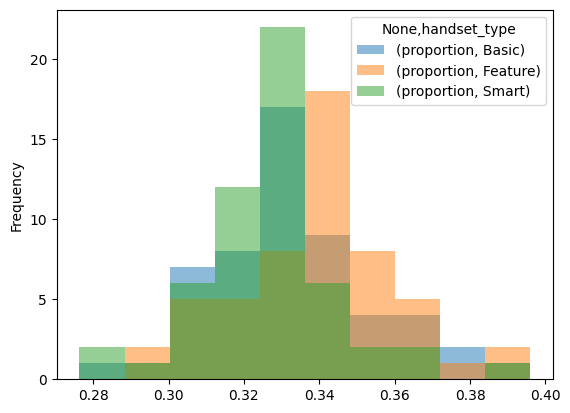 None,handset_type
(proportion, Basic)
(proportion, Feature)
(proportion, Smart)
Frequency
20
15
10
5
0
0.28 0.30 0.32 0.34 0.36 0.38 0.40